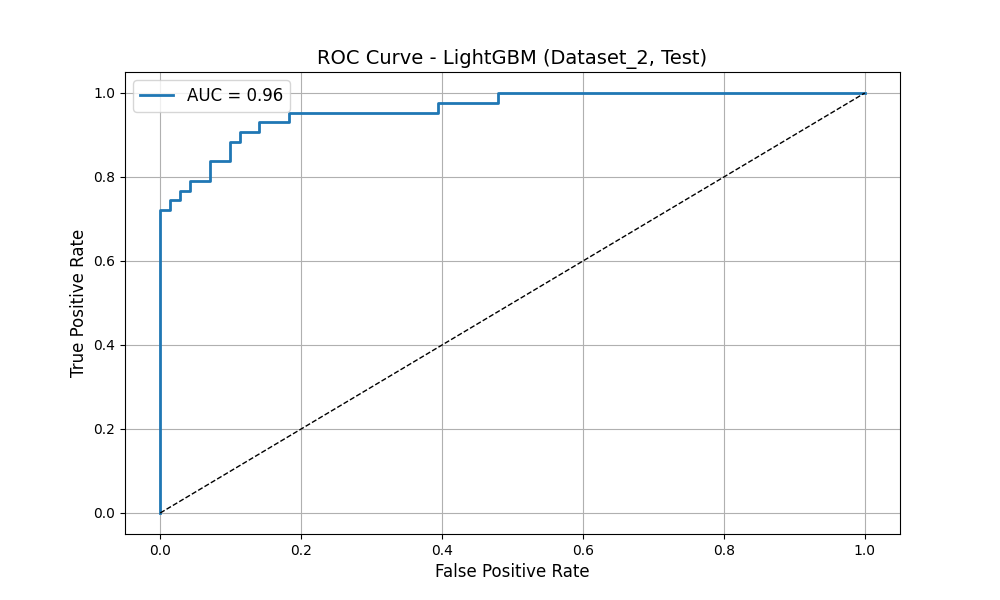 ROC Curve - LightGBM (Dataset_2, Test)
AUC = 0.96
True Positive Rate
1.0
0.8
0.6
0.4
0.2
0.0
0.0 0.2 0.4 0.6 0.8 1.0
False Positive Rate